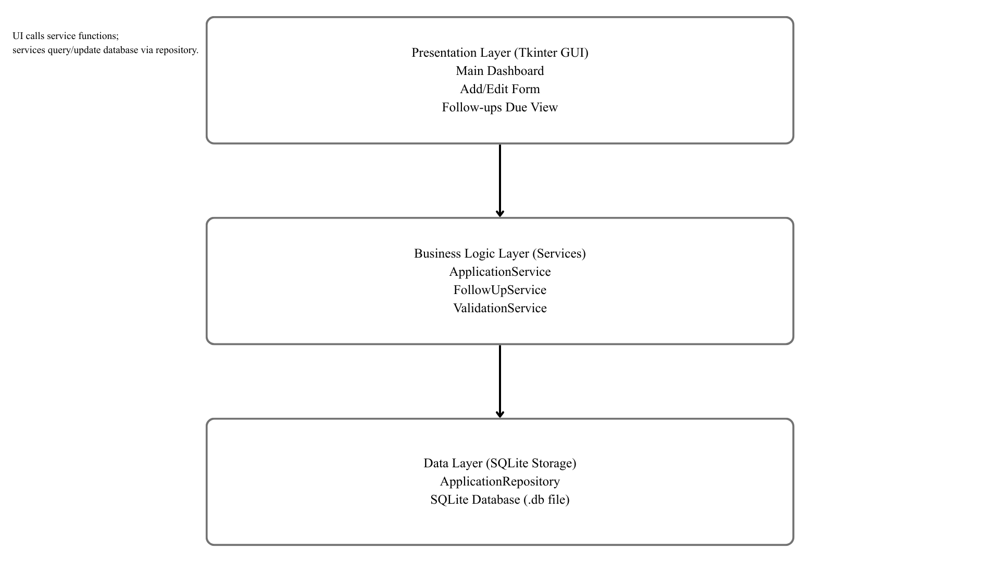 UI calls service functions;
services query/update database via repository.
Presentation Layer (Tkinter GUI)
Main Dashboard
Add/Edit Form
Follow-ups Due View
Business Logic Layer (Services)
ApplicationService
FollowUpService
ValidationService
Data Layer (SQLite Storage)
ApplicationRepository
SQLite Database (.db file)